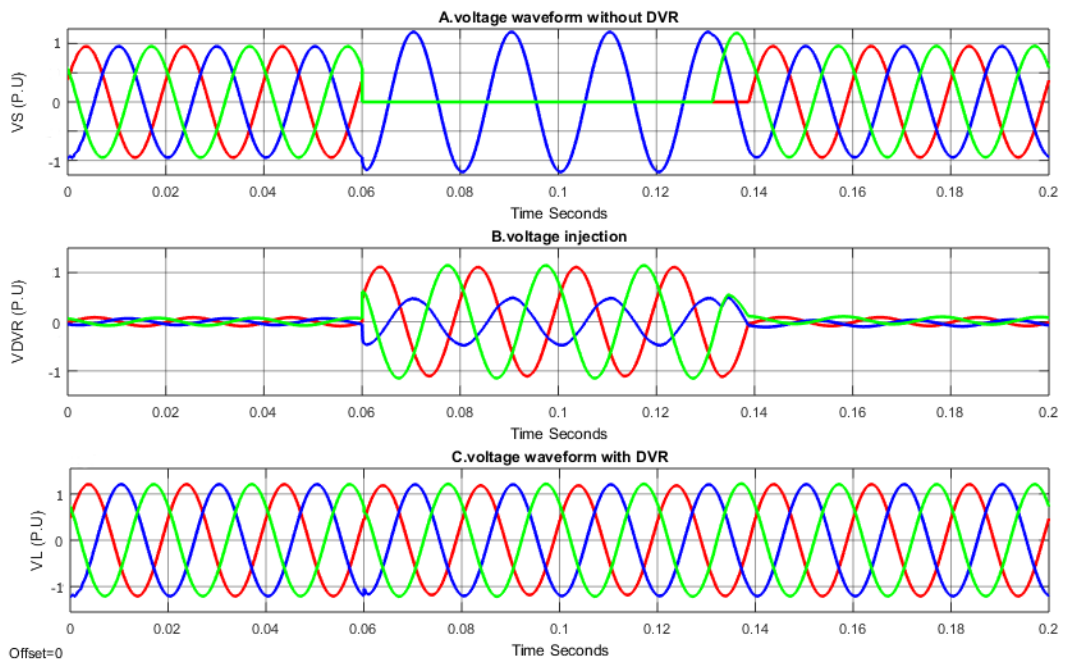 A.voltage waveform without DVR
VS (P.U)
1
0
-1
0 0.02 0.04 0.06 0.08 0.1 0.12 0.14 0.16 0.18 0.2
Time Seconds
B.voltage injection
VDVR (P.U)
1
0
-1
0 0.02 0.04 0.06 0.08 0.1 0.12 0.14 0.16 0.18 0.2
Time Seconds
C.voltage waveform with DVR
VL (P.U)
1
0
-1
0 0.02 0.04 0.06 0.08 0.1 0.12 0.14 0.16 0.18 0.2
Time Seconds
Offset=0